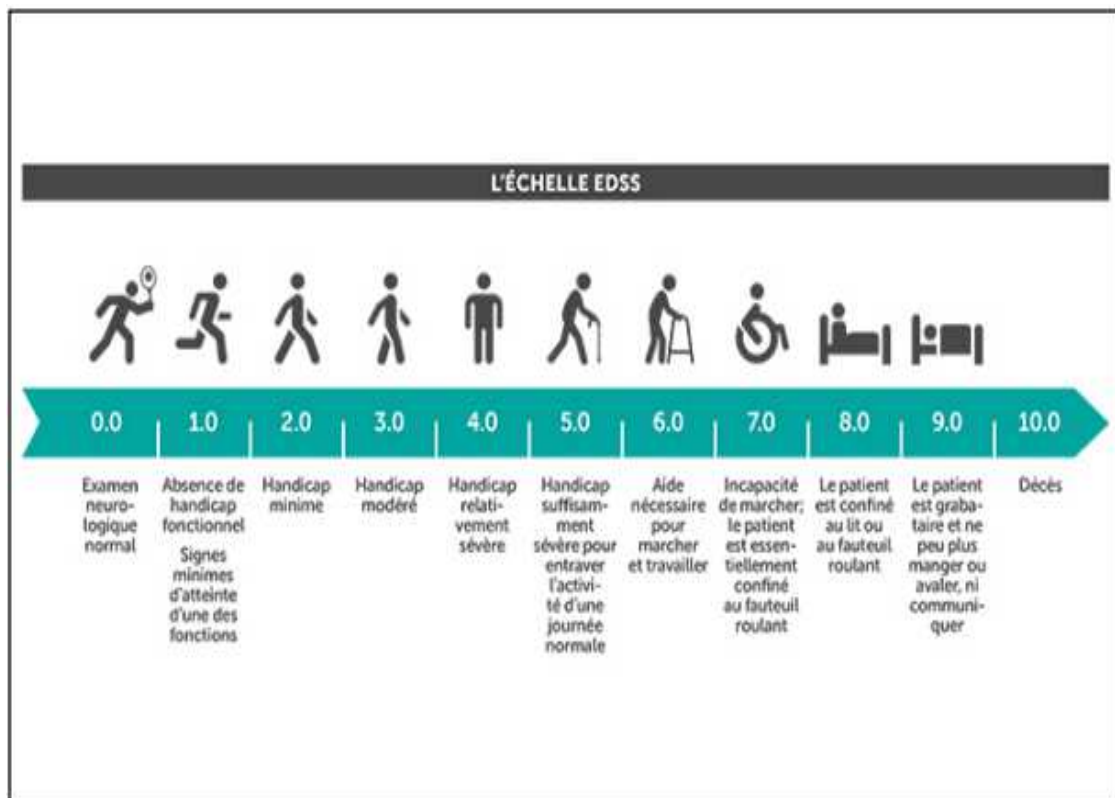 L'ÉCHELLE EDSS
0.0 1.0 2.0 3.0 4.0 5.0 6.0 7.0 8.0 9.0 10.0
Examen
neuro-
logique
normal
Absence de
handicap
fonctionnel
Signes
minimes
d'atteinte
d'une des
fonctions
Handicap
minime
Handicap
modéré
Handicap
relati-
vement
sévère
Handicap
suffisam-
ment
sévère pour
entraver
l'activi-
té d'une
journée
normale
Aide
nécessaire
pour
marcher
et travailler
Incapacité
de marcher;
le patient
est essen-
tiellement
confiné
au fauteuil
roulant
Le patient
est confiné
au lit ou
au fauteuil
roulant
Le patient
est graba-
taire et ne
peu plus
manger ou
avaler, ni
communi-
quer
Décès